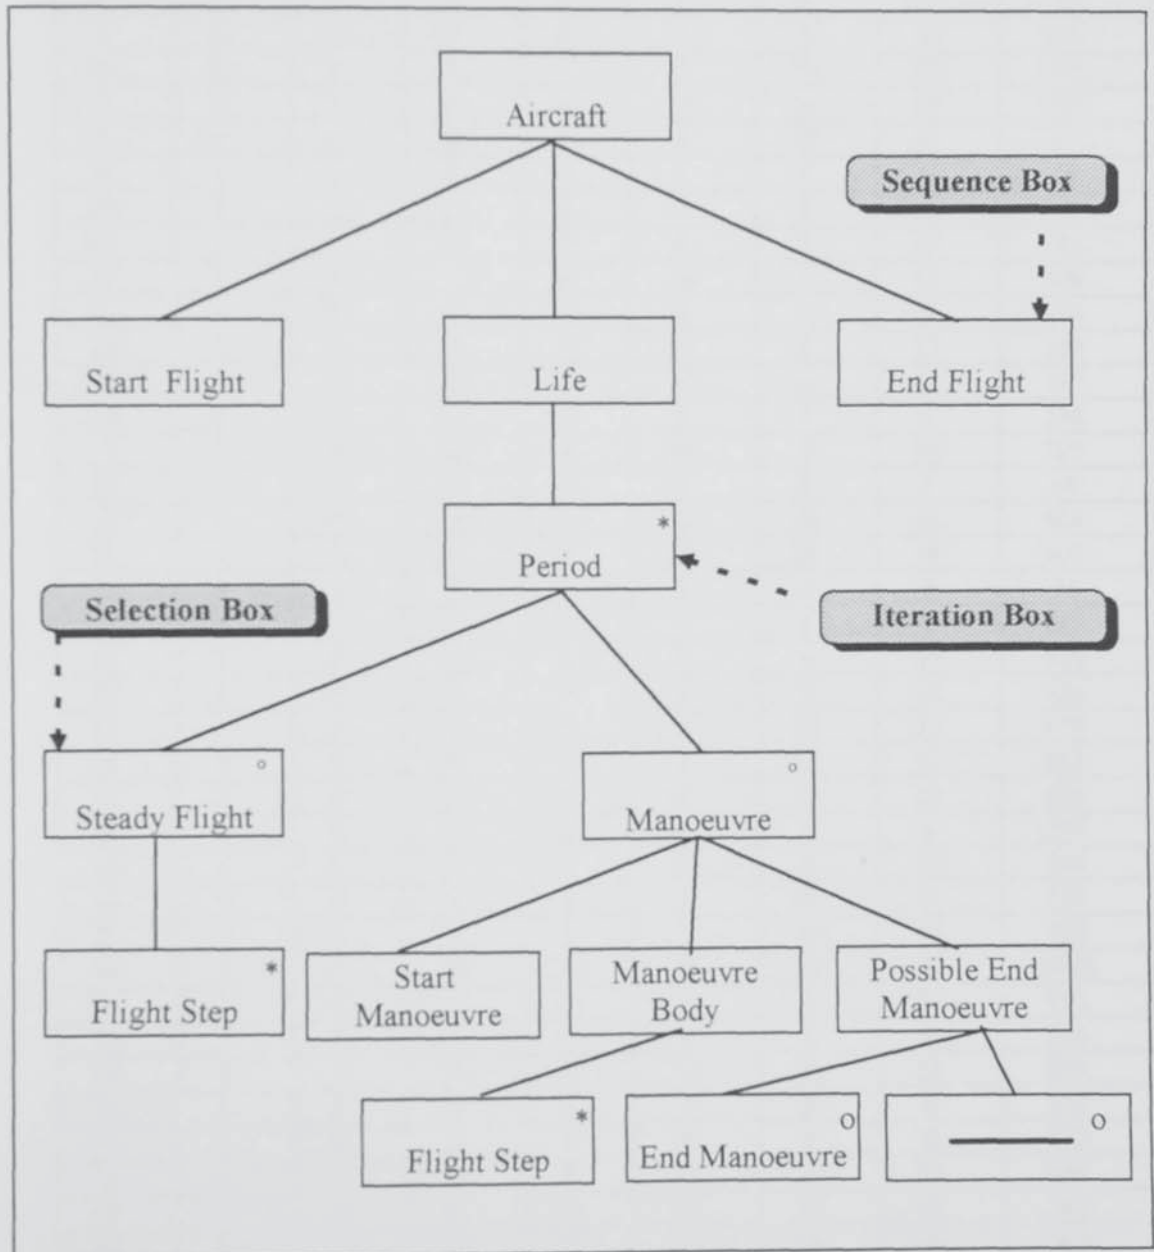 Aircraft
Sequence Box
Start Flight
Life
End Flight
*
Period
Selection Box
Iteration Box
o
Steady Flight
o
Manoeuvre
*
Flight Step
Start
Manoeuvre
Manoeuvre
Body
Possible End
Manoeuvre
*
Flight Step
O
End Manoeuvre
O